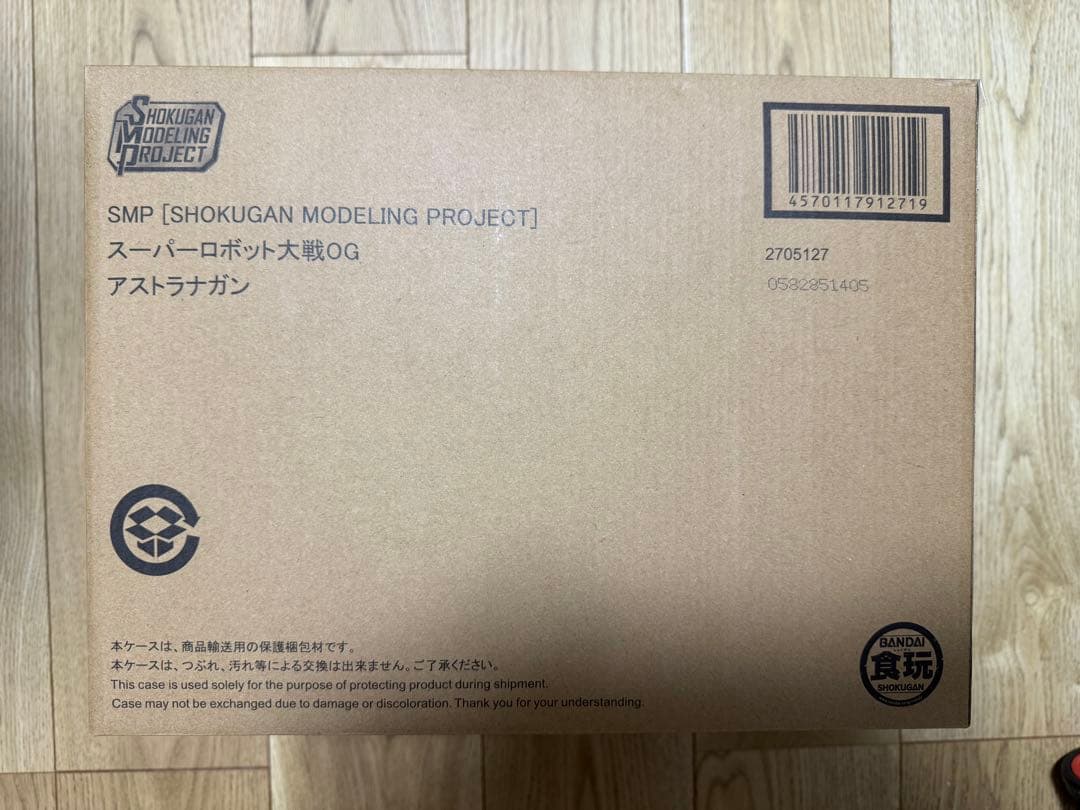 SHOKUGAN
MODELING
PROJECT
SMP [SHOKUGAN MODELING PROJECT]
スーパーロボット大戦OG
アストラナガン
4570117912719
2705127
0532851405
本ケースは、商品輸送用の保護梱包材です。
本ケースは、つぶれ、汚れ等による交換は出来ません。ご了承ください。
This case is used solely for the purpose of protecting product during shipment.
Case may not be exchanged due to damage or discoloration. Thank you for your understanding.
BANDAI
食玩
SHOKUGAN